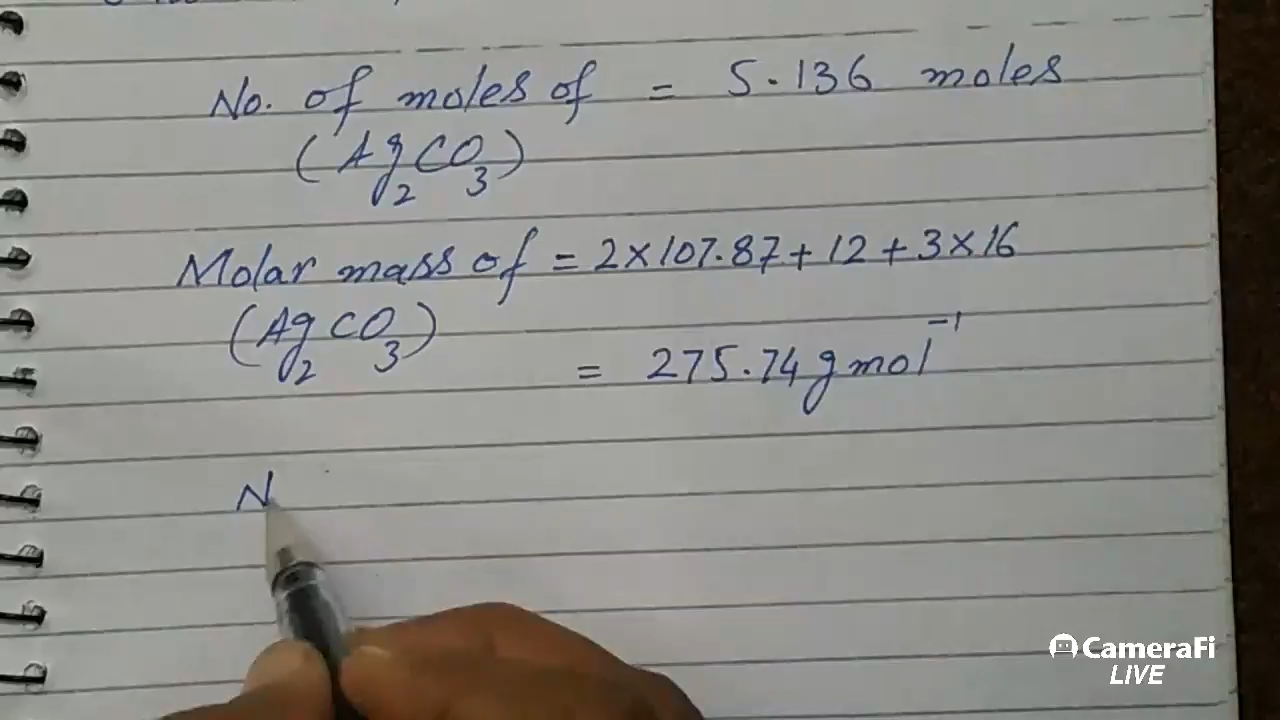 No. of moles of = 5.136 moles
(Ag₂CO₃)
Molar mass of = 2×107.87+12+3×16
(Ag₂CO₃)
= 275.74 g mol⁻¹
N
CameraFi
LIVE